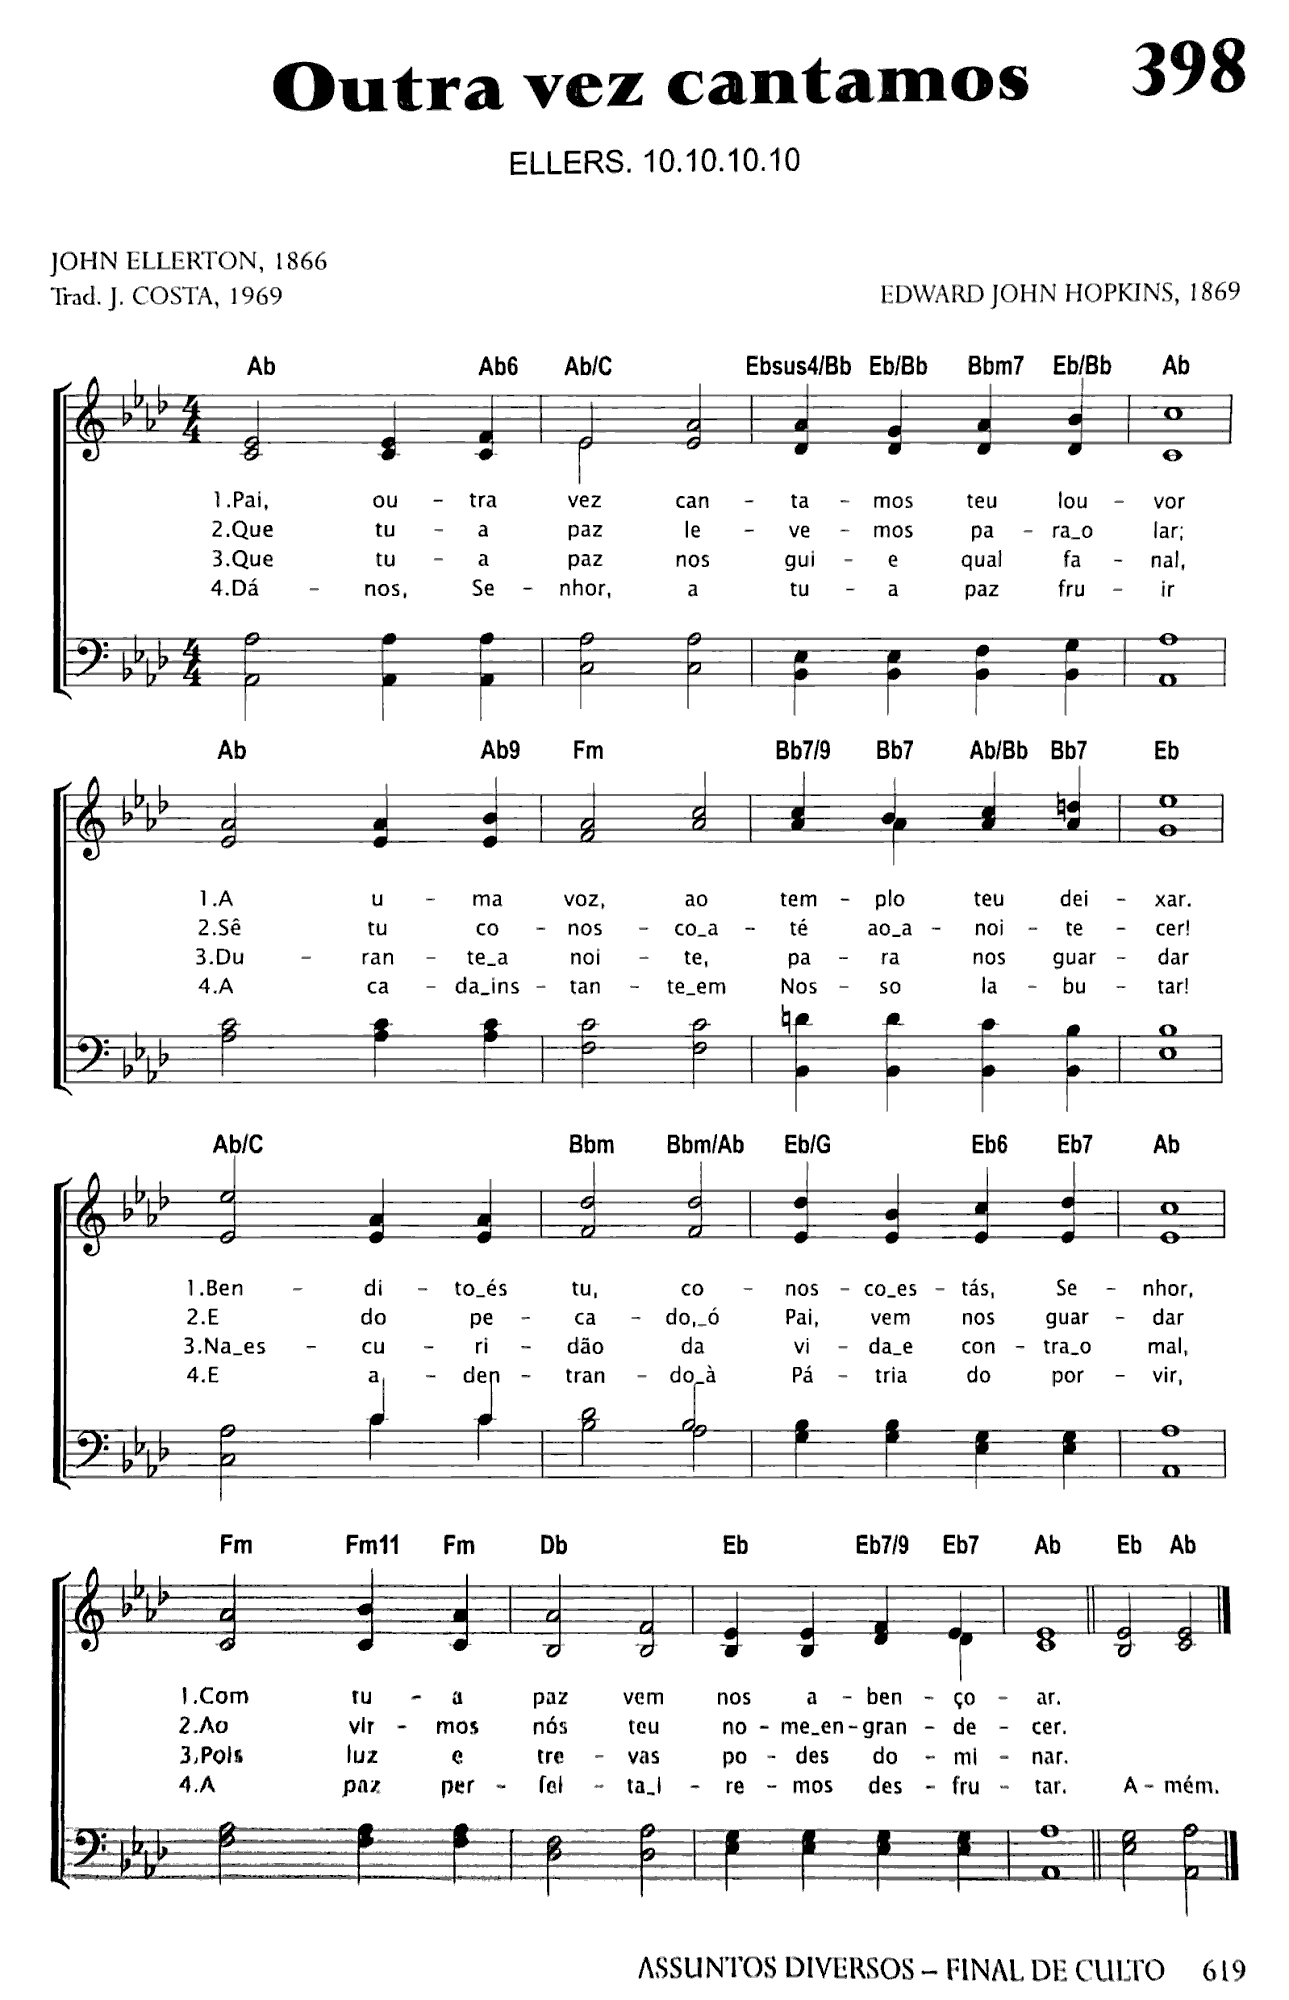 Outra vez cantamos 398
ELLERS. 10.10.10.10
JOHN ELLERTON, 1866
Trad. J. COSTA, 1969
EDWARD JOHN HOPKINS, 1869
Ab Ab6 Ab/C Ebsus4/Bb Eb/Bb Bbm7 Eb/Bb Ab
1.Pai, ou - tra vez can - ta - mos teu lou - vor
2.Que tu - a paz le - ve - mos pa - ra_o lar;
3.Que tu - a paz nos gui - e qual fa - nal,
4.Dá - nos, Se - nhor, a tu - a paz fru - ir
Ab Ab9 Fm Bb7/9 Bb7 Ab/Bb Bb7 Eb
1.A u - ma voz, ao tem - plo teu dei - xar.
2.Sê tu co - nos - co_a - té ao_a - noi - te - cer!
3.Du - ran - te_a noi - te, pa - ra nos guar - dar
4.A ca - da_ins - tan - te_em Nos - so la - bu - tar!
Ab/C Bbm Bbm/Ab Eb/G Eb6 Eb7 Ab
1.Ben - di - to_és tu, co - nos - co_es - tás, Se - nhor,
2.E do pe - ca - do,_ó Pai, vem nos guar - dar
3.Na_es - cu - ri - dão da vi - da_e con - tra_o mal,
4.E a - den - tran - do_à Pá - tria do por - vir,
Fm Fm11 Fm Db Eb Eb7/9 Eb7 Ab Eb Ab
1.Com tu - a paz vem nos a - ben - ço - ar.
2.Ao vir - mos nós teu no - me_en - gran - de - cer.
3.Pois luz e tre - vas po - des do - mi - nar.
4.A paz per - fei - ta_i - re - mos des - fru - tar. A - mém.
ASSUNTOS DIVERSOS – FINAL DE CULTO 619